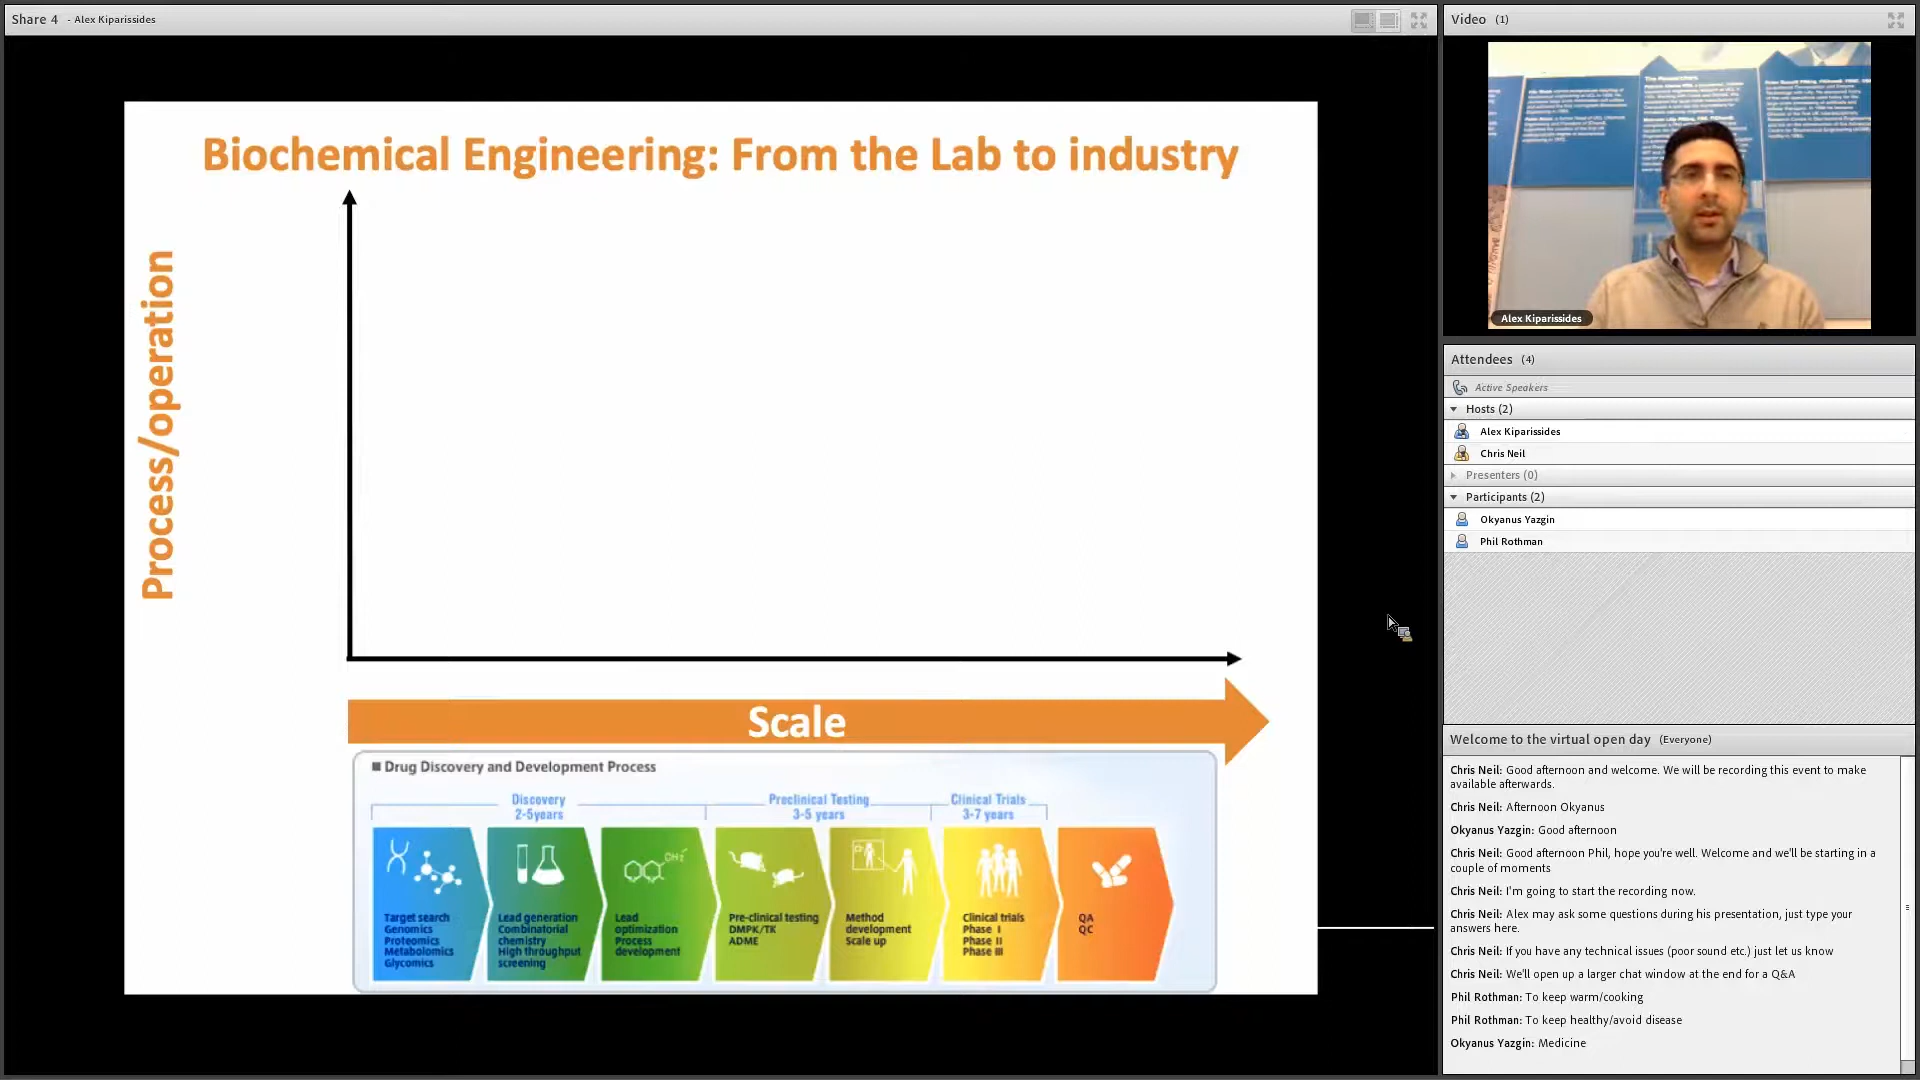 Share 4 - Alex Kiparissides
Biochemical Engineering: From the Lab to industry
Process/operation
Scale
Drug Discovery and Development Process
Discovery
2-5years
Preclinical Testing
3-5 years
Clinical Trials
3-7 years
Target search
Genomics
Proteomics
Metabolomics
Glycomics
Lead generation
Combinatorial
chemistry
High throughput
screening
OH
Lead
optimization
Process
development
Pre-clinical testing
DMPK/TK
ADME
Method
development
Scale up
Clinical trials
Phase I
Phase II
Phase III
QA
QC
Video (1)
The Researchers
Alex Kiparissides
Attendees (4)
Active Speakers
Hosts (2)
Alex Kiparissides
Chris Neil
Presenters (0)
Participants (2)
Okyanus Yazgin
Phil Rothman
Welcome to the virtual open day (Everyone)
Chris Neil: Good afternoon and welcome. We will be recording this event to make
available afterwards.
Chris Neil: Afternoon Okyanus
Okyanus Yazgin: Good afternoon
Chris Neil: Good afternoon Phil, hope you're well. Welcome and we'll be starting in a
couple of moments
Chris Neil: I'm going to start the recording now.
Chris Neil: Alex may ask some questions during his presentation, just type your
answers here.
Chris Neil: If you have any technical issues (poor sound etc.) just let us know
Chris Neil: We'll open up a larger chat window at the end for a Q&A
Phil Rothman: To keep warm/cooking
Phil Rothman: To keep healthy/avoid disease
Okyanus Yazgin: Medicine